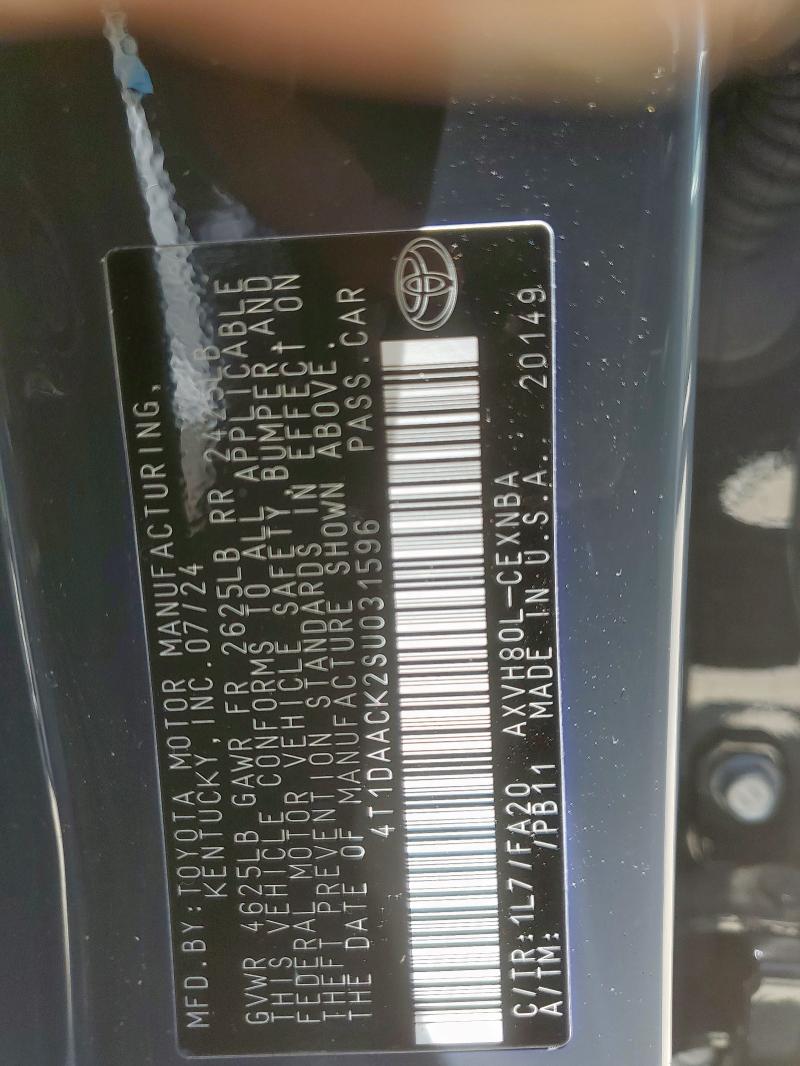 MFD.BY:TOYOTA MOTOR MANUFACTURING,
KENTUCKY,INC.07/24
GVWR 4625LB GAWR FR 2625LB RR 2425LB
THIS VEHICLE CONFORMS TO ALL APPLICABLE
FEDERAL MOTOR VEHICLE SAFETY,BUMPER,AND
THEFT PREVENTION STANDARDS IN EFFECT ON
THE DATE OF MANUFACTURE SHOWN ABOVE.
4T1DAACK2SU031596 PASS.CAR
C/TR:1L7/FA20 AXVH80L-CEXNBA
A/TM: /PB11 MADE IN U.S.A. 20149